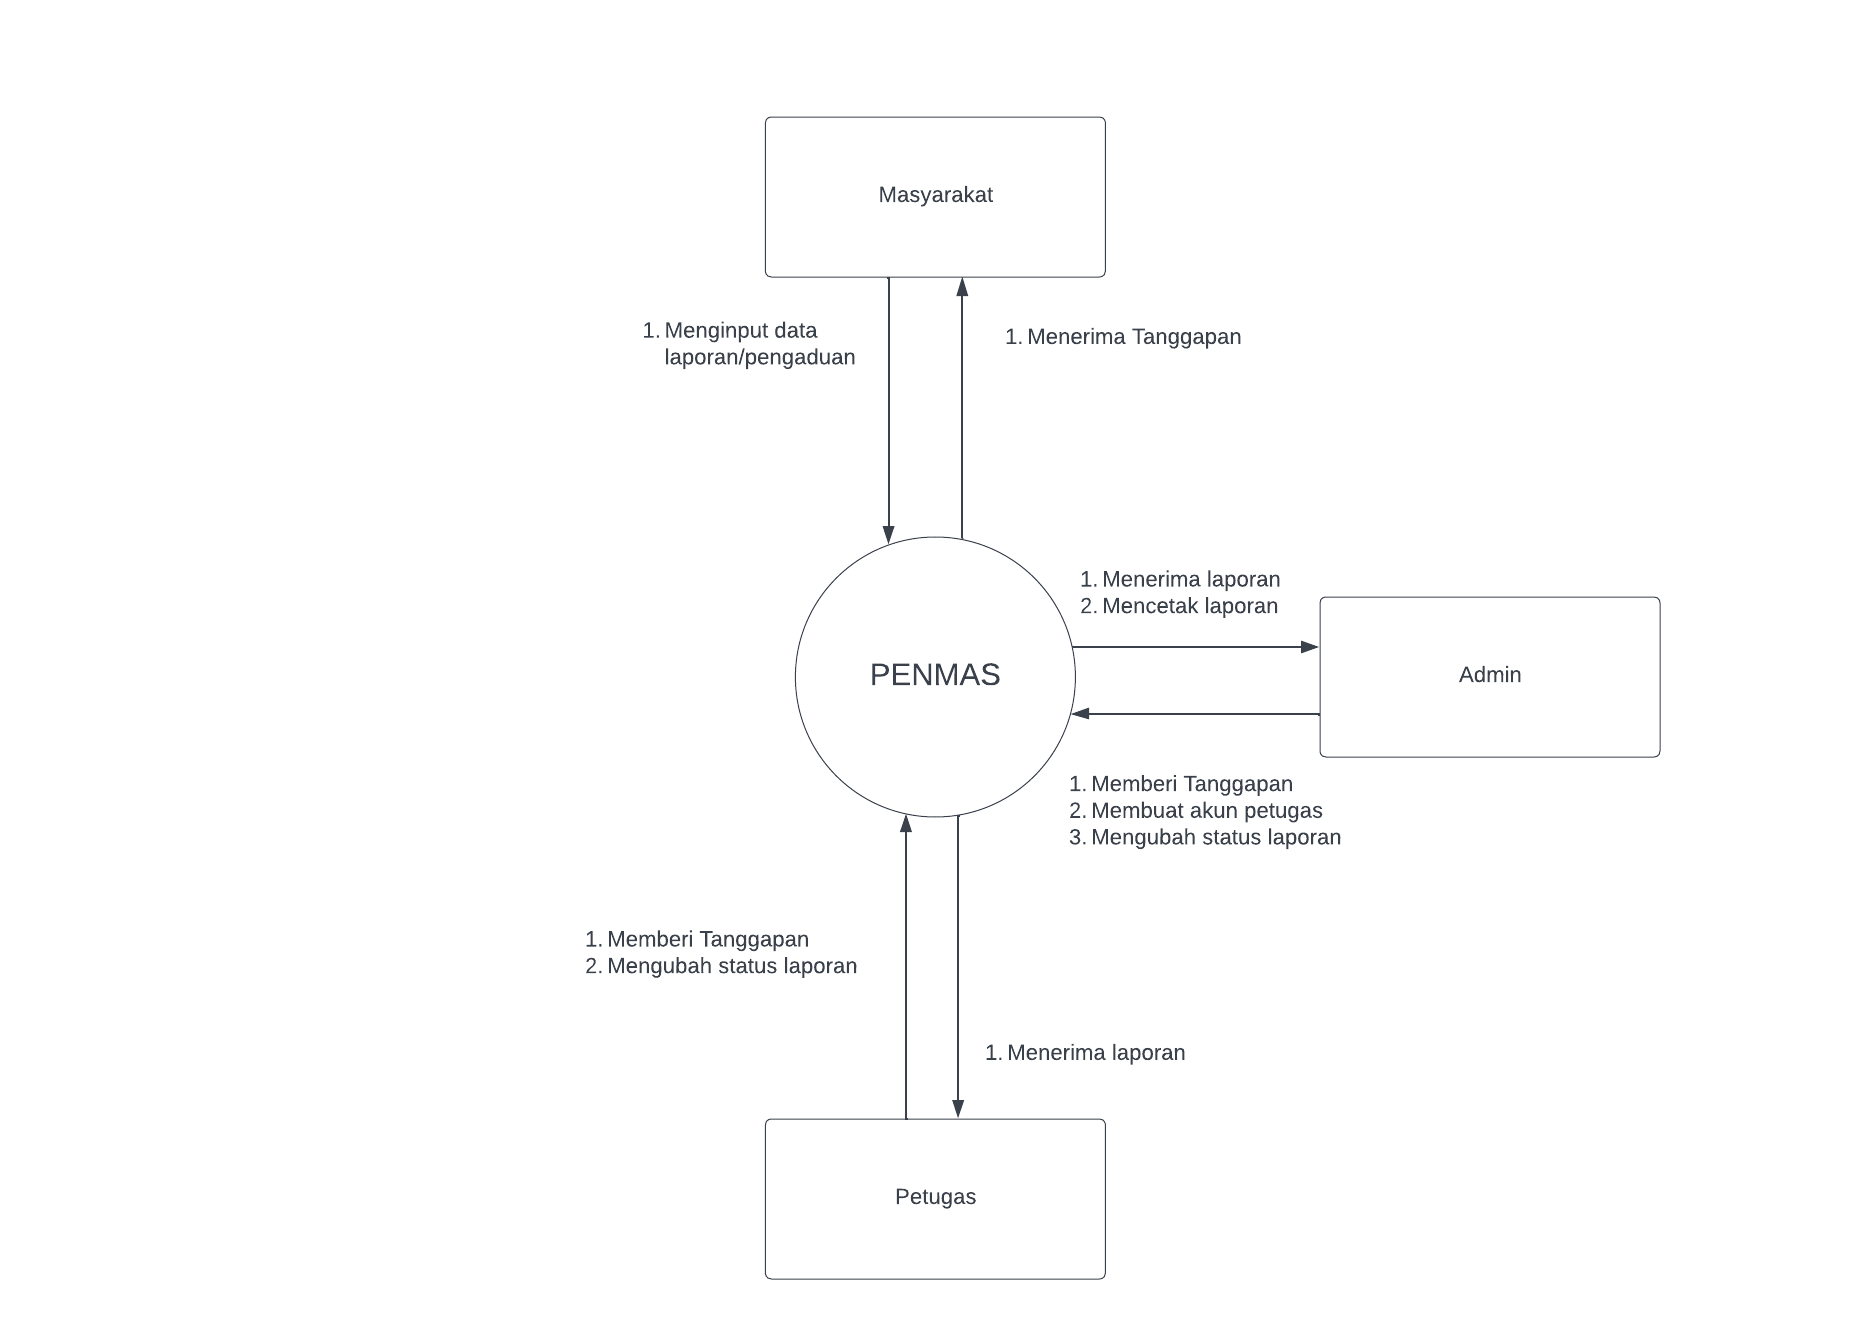 Masyarakat
1. Menginput data
laporan/pengaduan
1. Menerima Tanggapan
1. Menerima laporan
2. Mencetak laporan
PENMAS
Admin
1. Memberi Tanggapan
2. Membuat akun petugas
3. Mengubah status laporan
1. Memberi Tanggapan
2. Mengubah status laporan
1. Menerima laporan
Petugas